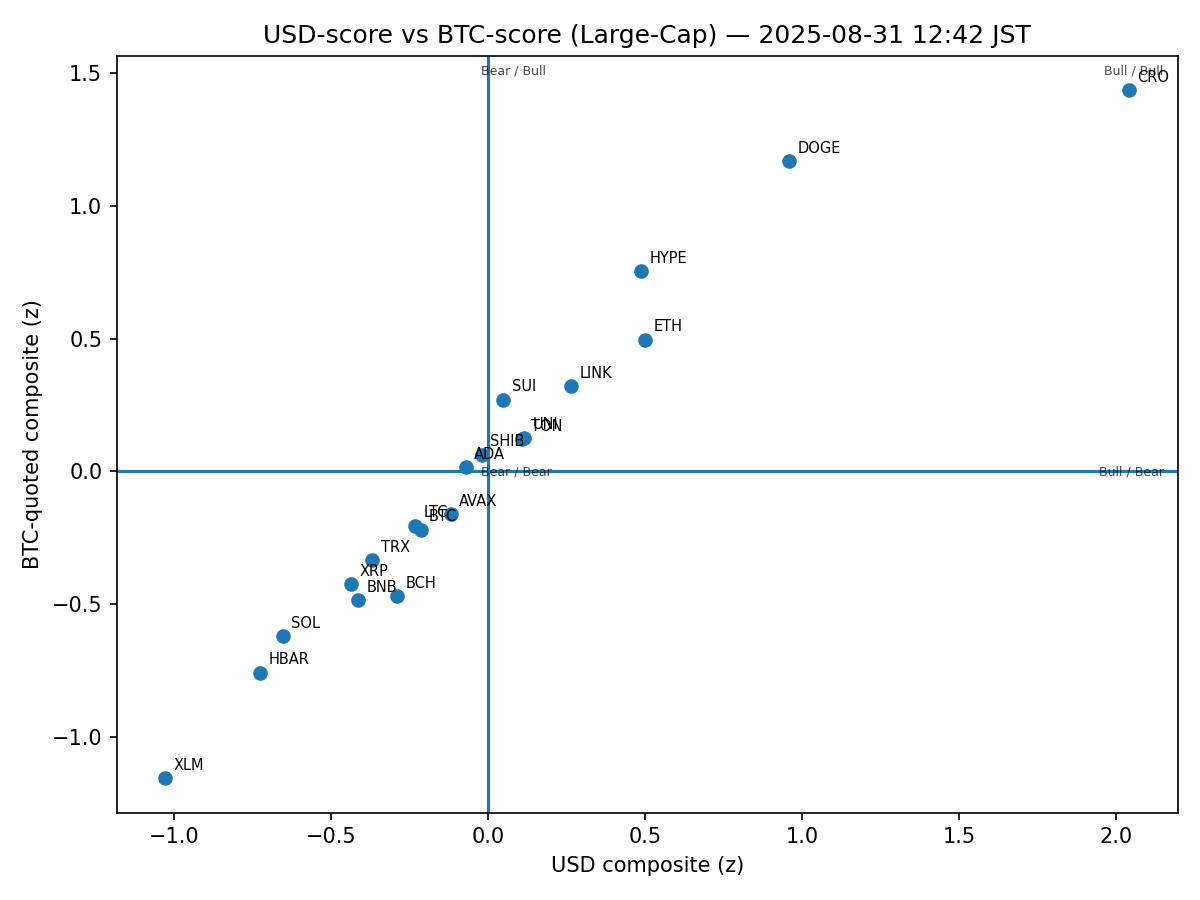 USD-score vs BTC-score (Large-Cap) — 2025-08-31 12:42 JST
BTC-quoted composite (z)
1.5
1.0
0.5
0.0
−0.5
−1.0
Bear / Bull
Bull / Bull
CRO
DOGE
HYPE
ETH
LINK
SUI
UNI
TON
SHIB
ADA
Bear / Bear
Bull / Bear
AVAX
LTC
BTC
TRX
XRP
BNB
BCH
SOL
HBAR
XLM
−1.0
−0.5
0.0
0.5
1.0
1.5
2.0
USD composite (z)